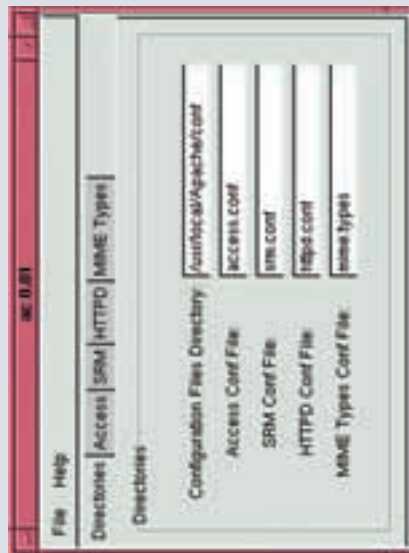 ac 0.01
File Help
Directories Access SRM HTTPD MIME Types
Directories
Configuration Files Directory: /usr/local/Apache/conf
Access Conf File: access.conf
SRM Conf File: srm.conf
HTTPD Conf File: httpd.conf
MIME Types Conf File: mime.types